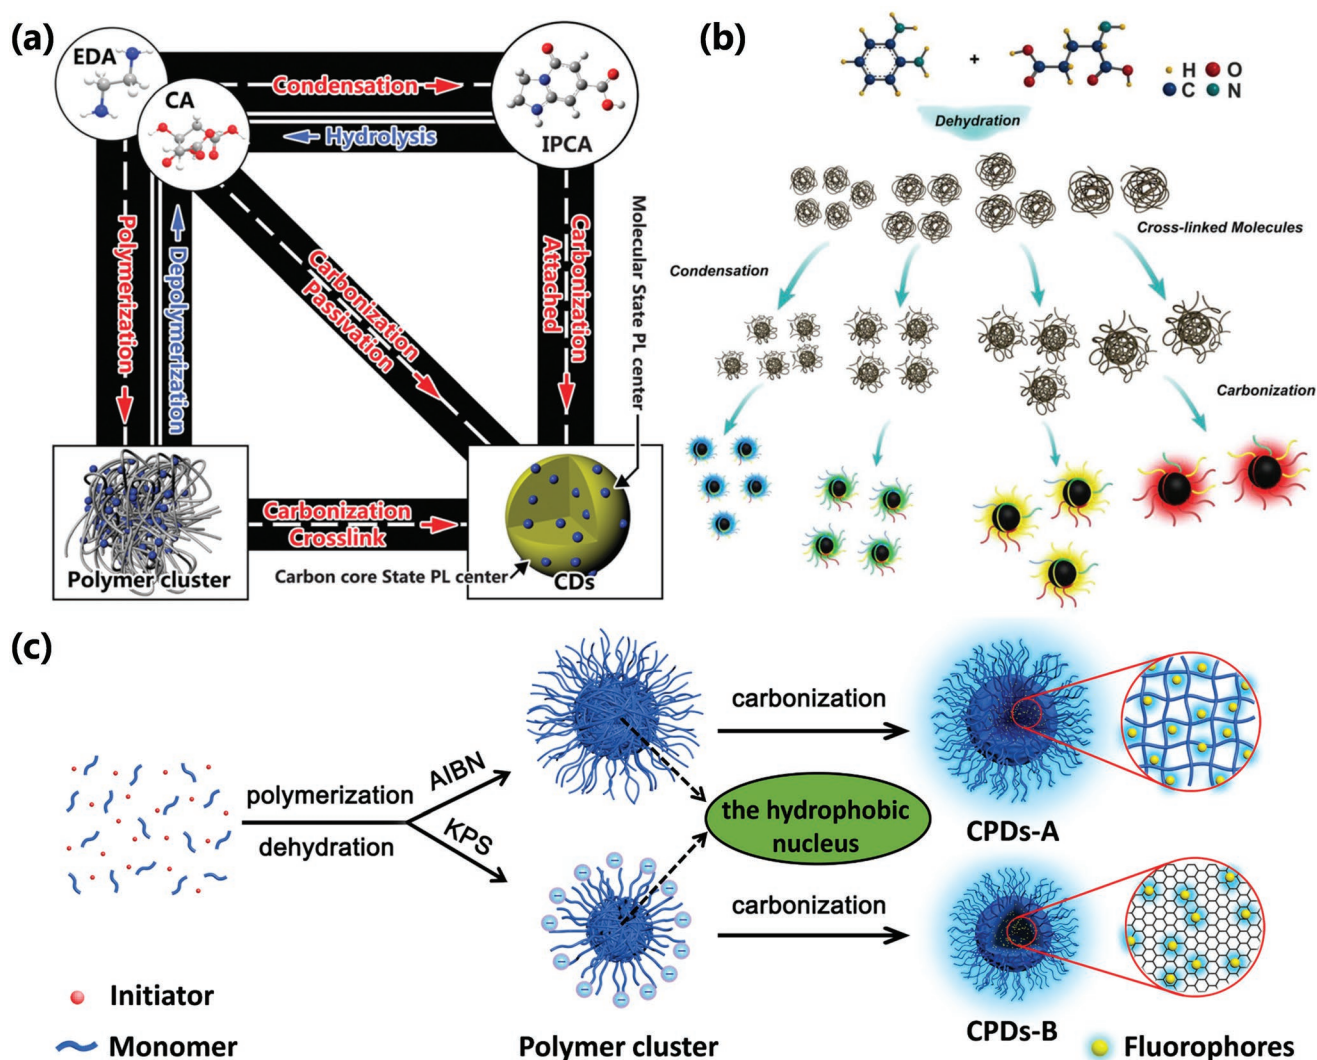 (a)
EDA
CA
Condensation
Hydrolysis
IPCA
Polymerization
Depolymerization
Carbonization
Passivation
Carbonization
Attached
Molecular State PL center
Carbonization
Crosslink
Polymer cluster
Carbon core State PL center
CDs
(b)
+
H
O
C
N
Dehydration
Cross-linked Molecules
Condensation
Carbonization
(c)
polymerization
dehydration
AIBN
KPS
carbonization
the hydrophobic
nucleus
carbonization
CPDs-A
CPDs-B
Initiator
Monomer
Polymer cluster
Fluorophores